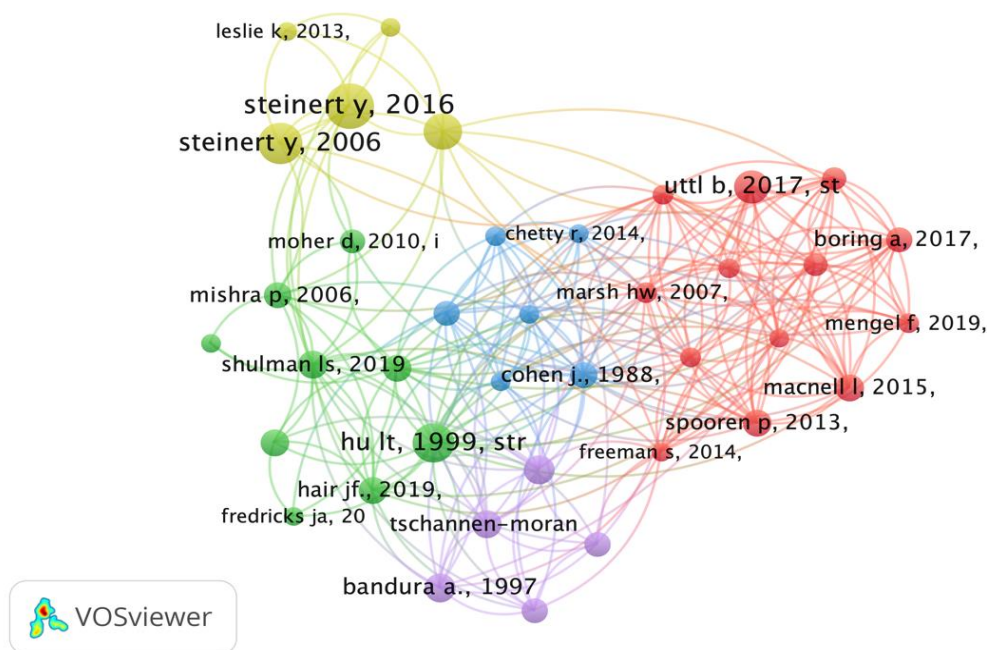 leslie k, 2013,
steinert y, 2016
steinert y, 2006
uttl b, 2017, st
moher d, 2010, i
chetty r, 2014,
boring a, 2017,
mishra p, 2006,
marsh hw, 2007,
mengel f, 2019,
shulman ls, 2019
cohen j., 1988,
macnell l, 2015,
spooren p, 2013,
hu lt, 1999, str
freeman s, 2014,
hair jf., 2019,
fredricks ja, 20
tschannen-moran
bandura a., 1997
VOSviewer